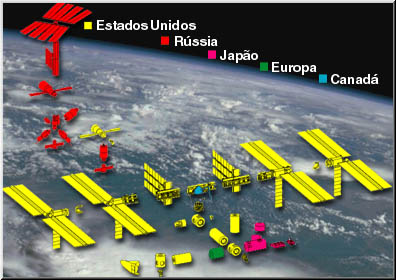 Estados Unidos
Rússia
Japão
Europa
Canadá